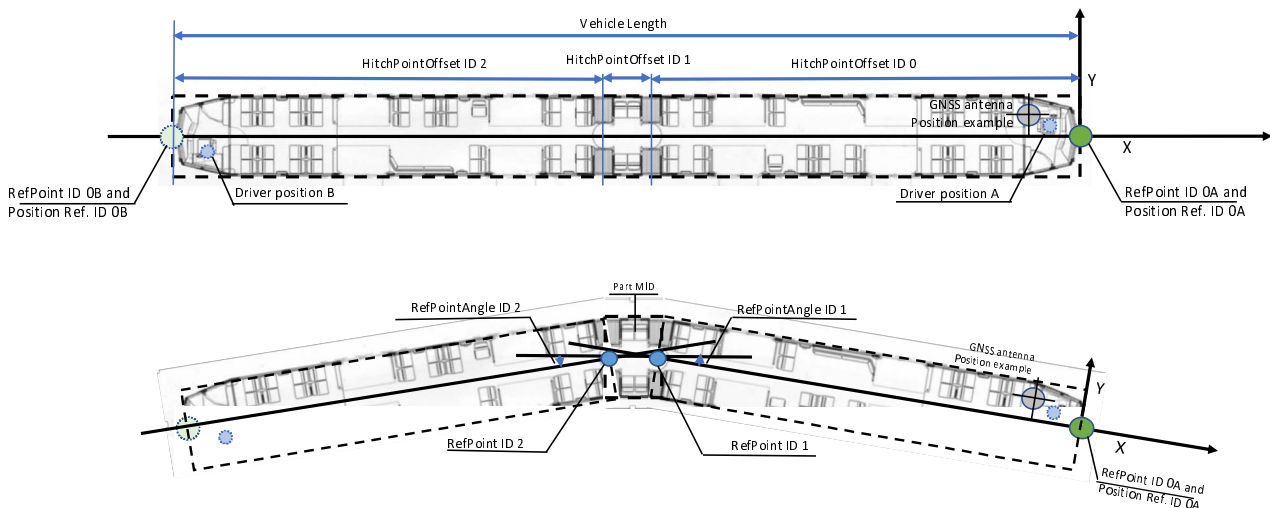 Vehicle Length
HitchPointOffset ID 2
HitchPointOffset ID 1
HitchPointOffset ID 0
Y
GNSS antenna
Position example
X
RefPoint ID 0B and
Position Ref. ID 0B
Driver position B
Driver position A
RefPoint ID 0A and
Position Ref. ID 0A
Part MID
RefPointAngle ID 2
RefPointAngle ID 1
GNSS antenna
Position example
Y
RefPoint ID 2
RefPoint ID 1
X
RefPoint ID 0A and
Position Ref. ID 0A